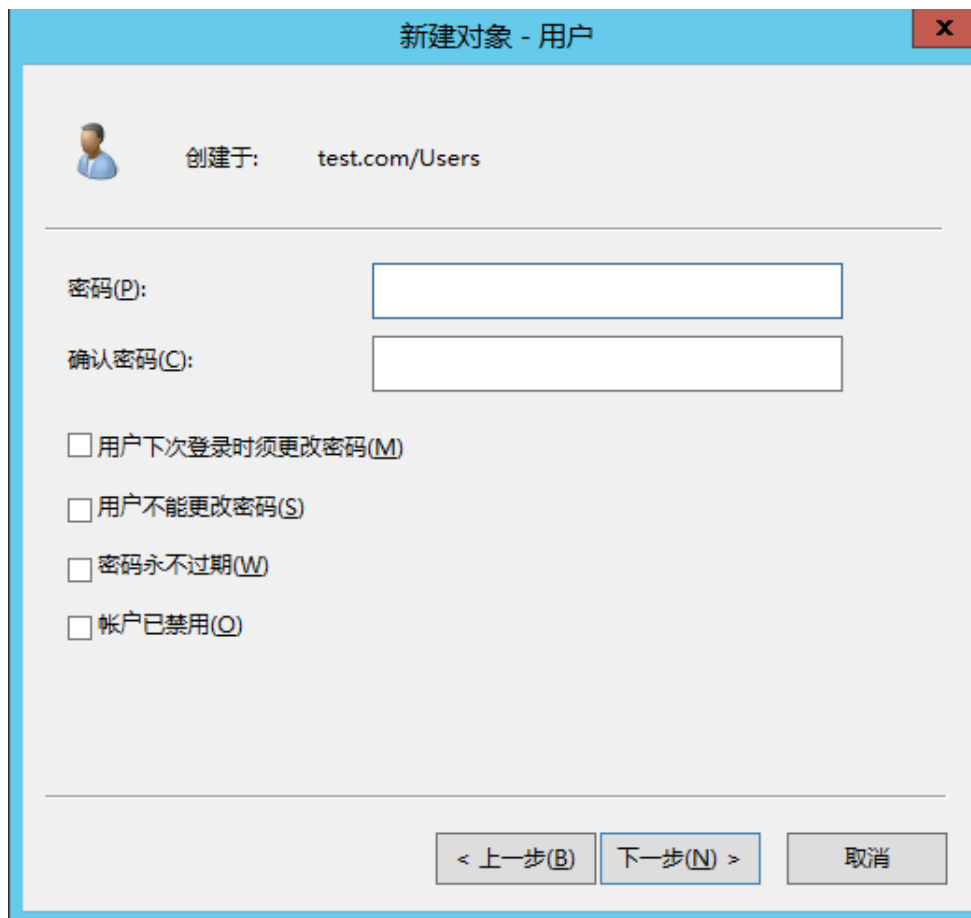 新建对象 - 用户
x
创建于: test.com/Users
密码(P):
确认密码(C):
用户下次登录时须更改密码(M)
用户不能更改密码(S)
密码永不过期(W)
帐户已禁用(O)
< 上一步(B) 下一步(N) > 取消